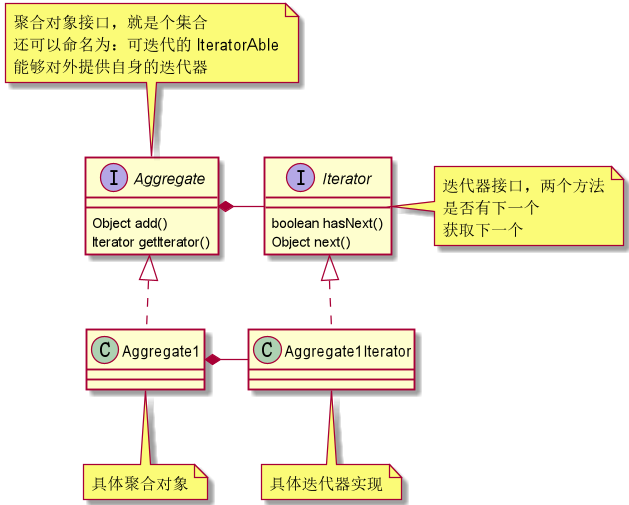 聚合对象接口，就是个集合
还可以命名为：可迭代的 IteratorAble
能够对外提供自身的迭代器
I Aggregate
Object add()
Iterator getIterator()
I Iterator
boolean hasNext()
Object next()
迭代器接口，两个方法
是否有下一个
获取下一个
C Aggregate1
C Aggregate1Iterator
具体聚合对象
具体迭代器实现